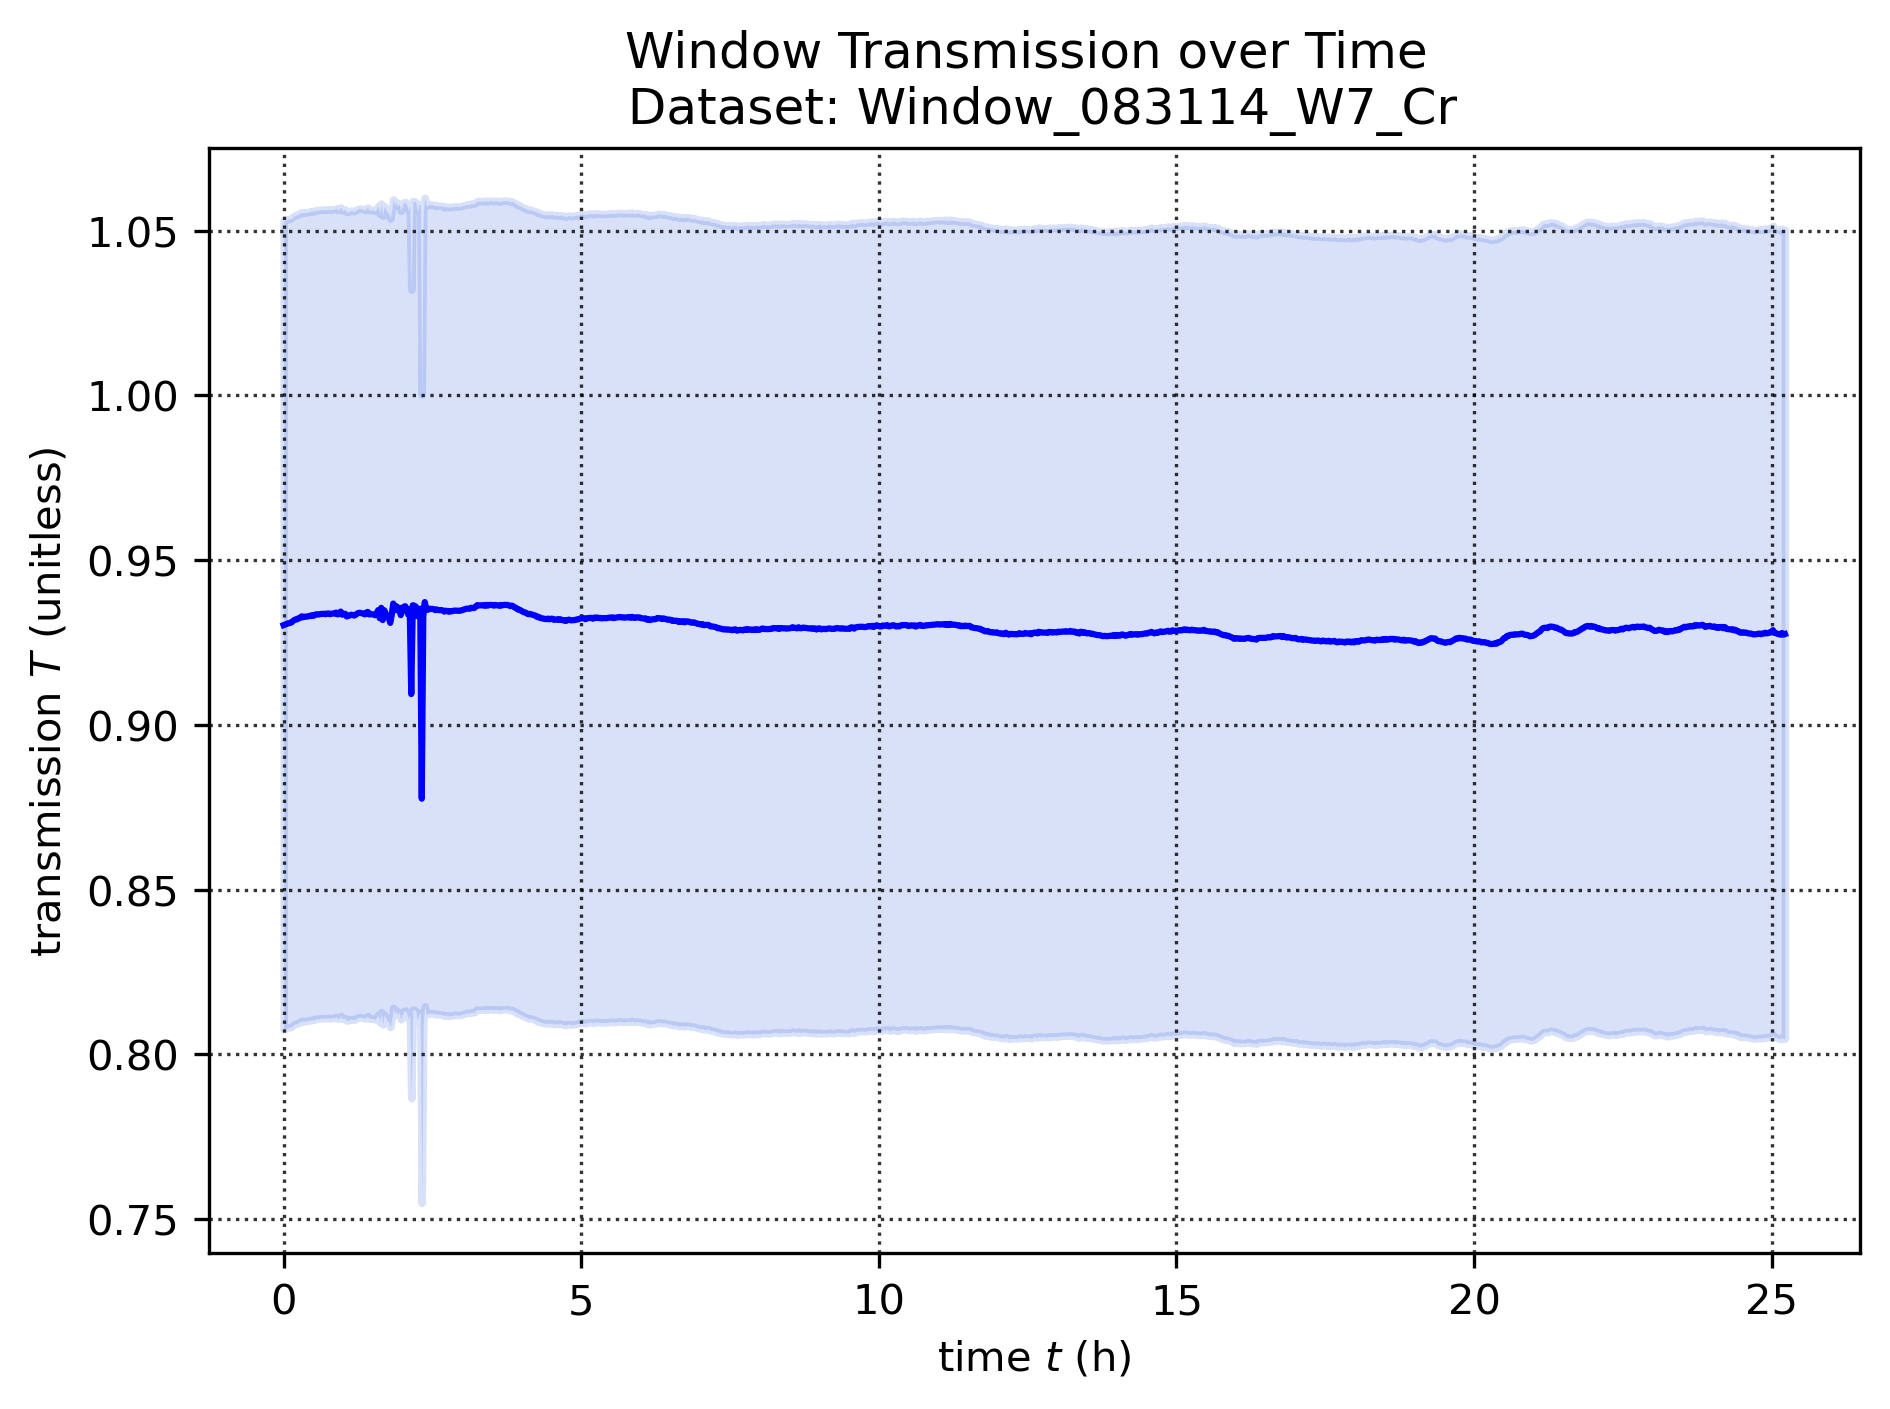 Window Transmission over Time
Dataset: Window_083114_W7_Cr
transmission T (unitless)
1.05
1.00
0.95
0.90
0.85
0.80
0.75
0 5 10 15 20 25
time t (h)